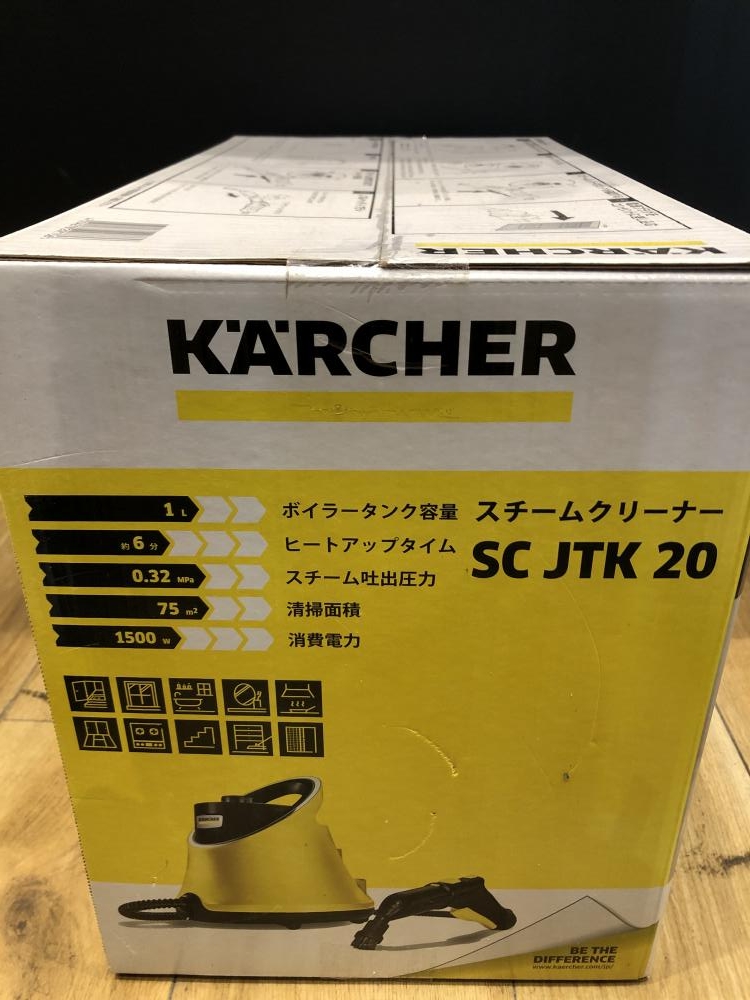 KÄRCHER
KÄRCHER
1 L ボイラータンク容量
約 6 分 ヒートアップタイム
0.32 MPa スチーム吐出圧力
75 m² 清掃面積
1500 W 消費電力
スチームクリーナー
SC JTK 20
KÄRCHER
BE THE
DIFFERENCE
www.kaercher.com/jp/